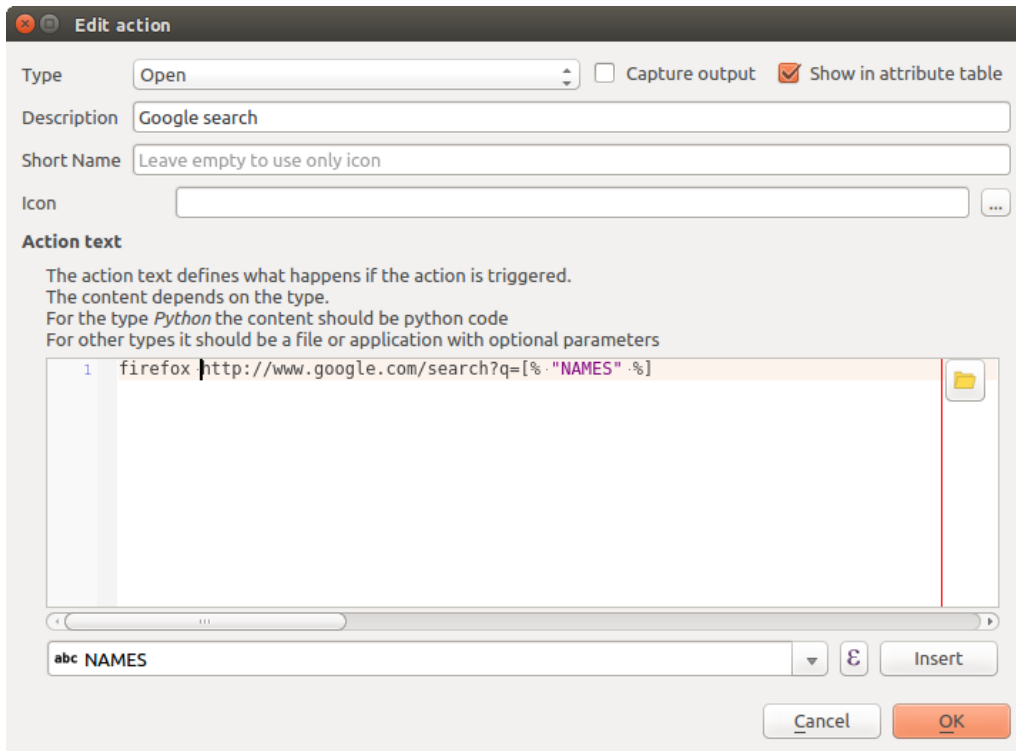 Edit action
Type Open Capture output Show in attribute table
Description Google search
Short Name Leave empty to use only icon
Icon ...
Action text
The action text defines what happens if the action is triggered.
The content depends on the type.
For the type Python the content should be python code
For other types it should be a file or application with optional parameters
1 firefox http://www.google.com/search?q=[% "NAMES" %]
abc NAMES ε Insert
Cancel OK